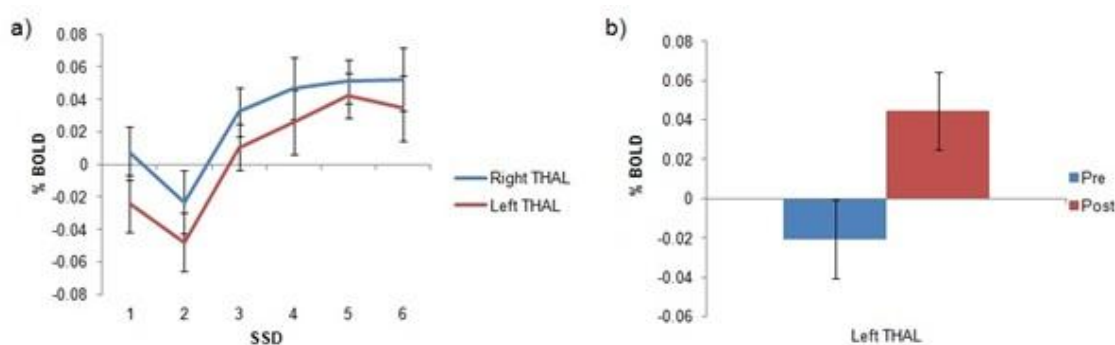 a)
0.08
0.06
0.04
0.02
0
-0.02
-0.04
-0.06
-0.08
% BOLD
1 2 3 4 5 6
SSD
Right THAL
Left THAL
b)
0.08
0.06
0.04
0.02
0
-0.02
-0.04
-0.06
% BOLD
Left THAL
Pre
Post